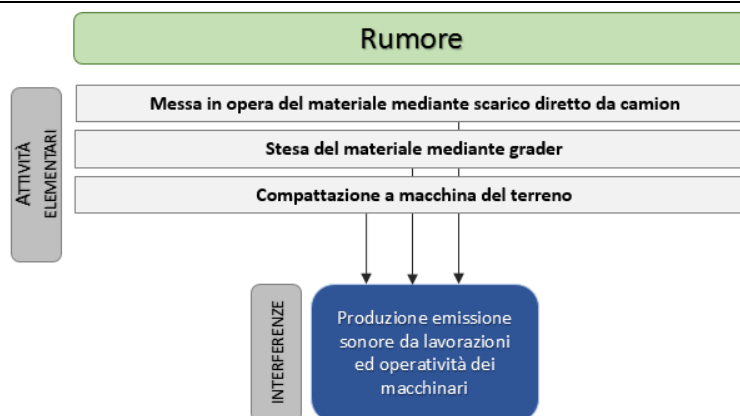 Rumore
ATTIVITÀ
ELEMENTARI
Messa in opera del materiale mediante scarico diretto da camion
Stesa del materiale mediante grader
Compattazione a macchina del terreno
INTERFERENZE
Produzione emissione
sonore da lavorazioni
ed operatività dei
macchinari